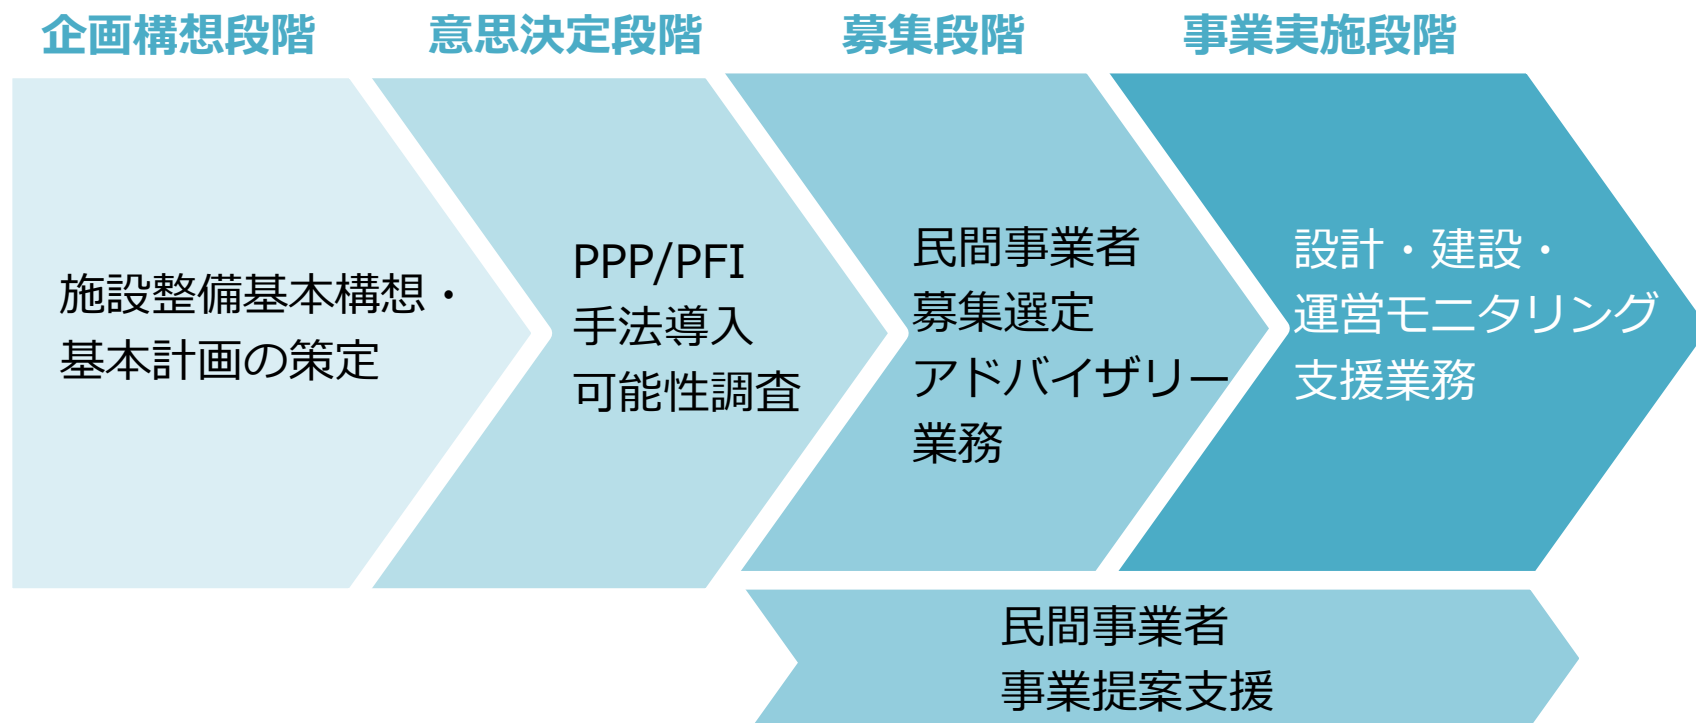 企画構想段階
意思決定段階
募集段階
事業実施段階
施設整備基本構想・
基本計画の策定
PPP/PFI
手法導入
可能性調査
民間事業者
募集選定
アドバイザリー
業務
設計・建設・
運営モニタリング
支援業務
民間事業者
事業提案支援